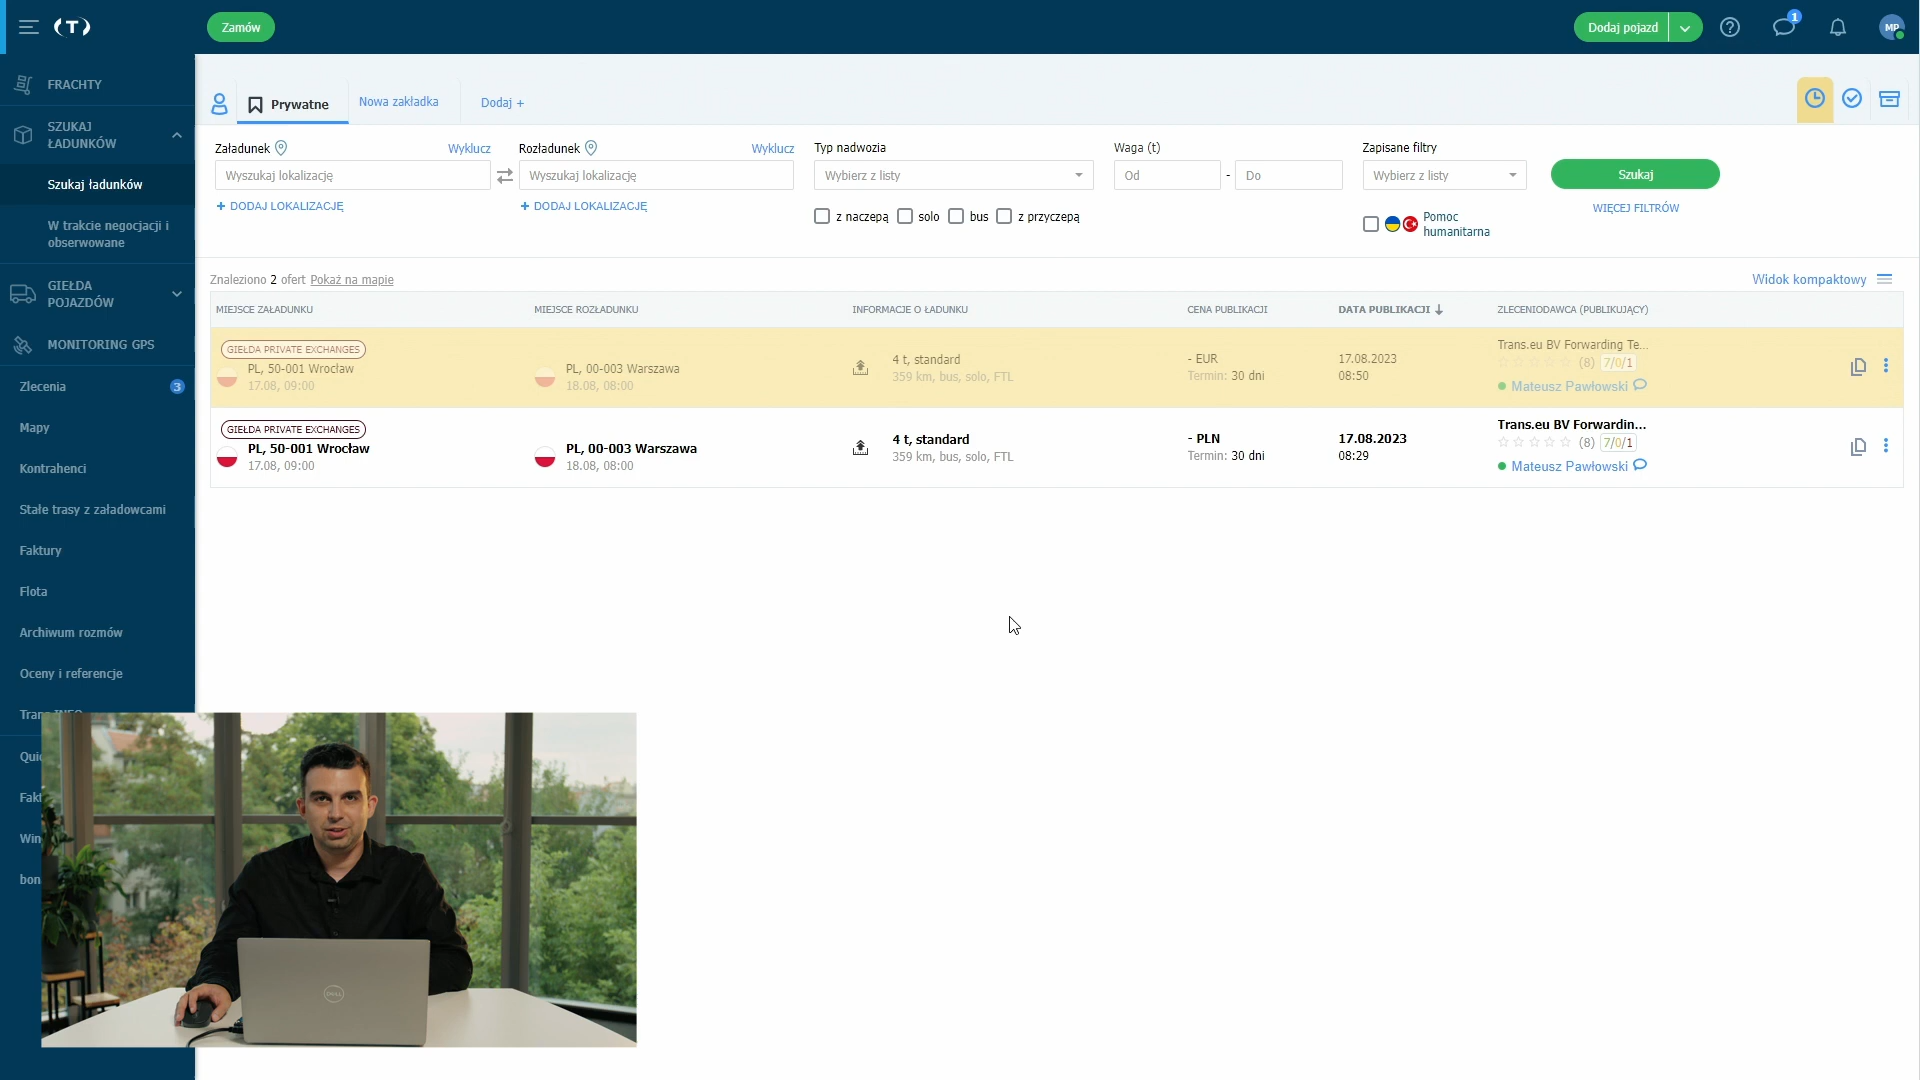 Zamów
Dodaj pojazd
1
MP
FRACHTY
SZUKAJ
ŁADUNKÓW
Szukaj ładunków
W trakcie negocjacji i
obserwowane
GIEŁDA
POJAZDÓW
MONITORING GPS
Zlecenia 3
Mapy
Kontrahenci
Stałe trasy z załadowcami
Faktury
Flota
Archiwum rozmów
Oceny i referencje
Prywatne
Nowa zakładka
Dodaj +
Załadunek Wyklucz
Wyszukaj lokalizację
+ DODAJ LOKALIZACJĘ
Rozładunek Wyklucz
Wyszukaj lokalizację
+ DODAJ LOKALIZACJĘ
Typ nadwozia
Wybierz z listy
z naczepą solo bus z przyczepą
Waga (t)
Od - Do
Zapisane filtry
Wybierz z listy
Pomoc
humanitarna
Szukaj
WIĘCEJ FILTRÓW
Znaleziono 2 ofert Pokaż na mapie
Widok kompaktowy
MIEJSCE ZAŁADUNKU MIEJSCE ROZŁADUNKU INFORMACJE O ŁADUNKU CENA PUBLIKACJI DATA PUBLIKACJI ZLECENIODAWCA (PUBLIKUJĄCY)
GIEŁDA PRIVATE EXCHANGES
PL, 50-001 Wrocław
17.08, 09:00
PL, 00-003 Warszawa
18.08, 08:00
4 t, standard
359 km, bus, solo, FTL
- EUR
Termin: 30 dni
17.08.2023
08:50
Trans.eu BV Forwarding Te...
(8) 7/0/1
Mateusz Pawłowski
GIEŁDA PRIVATE EXCHANGES
PL, 50-001 Wrocław
17.08, 09:00
PL, 00-003 Warszawa
18.08, 08:00
4 t, standard
359 km, bus, solo, FTL
- PLN
Termin: 30 dni
17.08.2023
08:29
Trans.eu BV Forwardin...
(8) 7/0/1
Mateusz Pawłowski
DELL